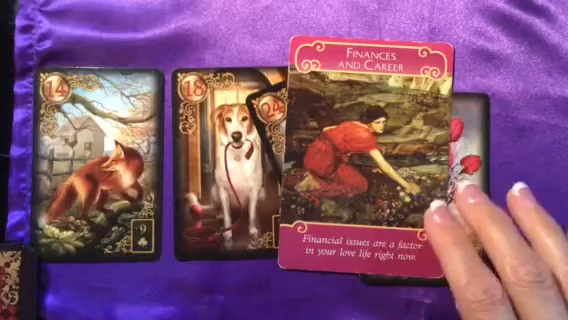 14
9
18
24
FINANCES
AND CAREER
Financial issues are a factor
in your love life right now.